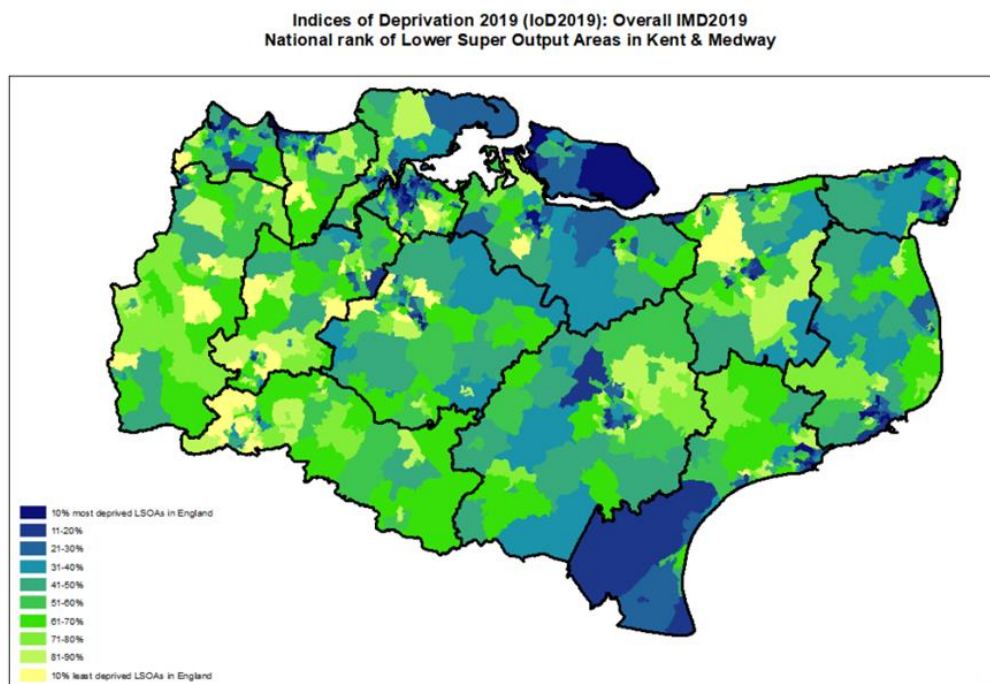 Indices of Deprivation 2019 (IoD2019): Overall IMD2019
National rank of Lower Super Output Areas in Kent & Medway
10% most deprived LSOAs in England
11-20%
21-30%
31-40%
41-50%
51-60%
61-70%
71-80%
81-90%
10% least deprived LSOAs in England